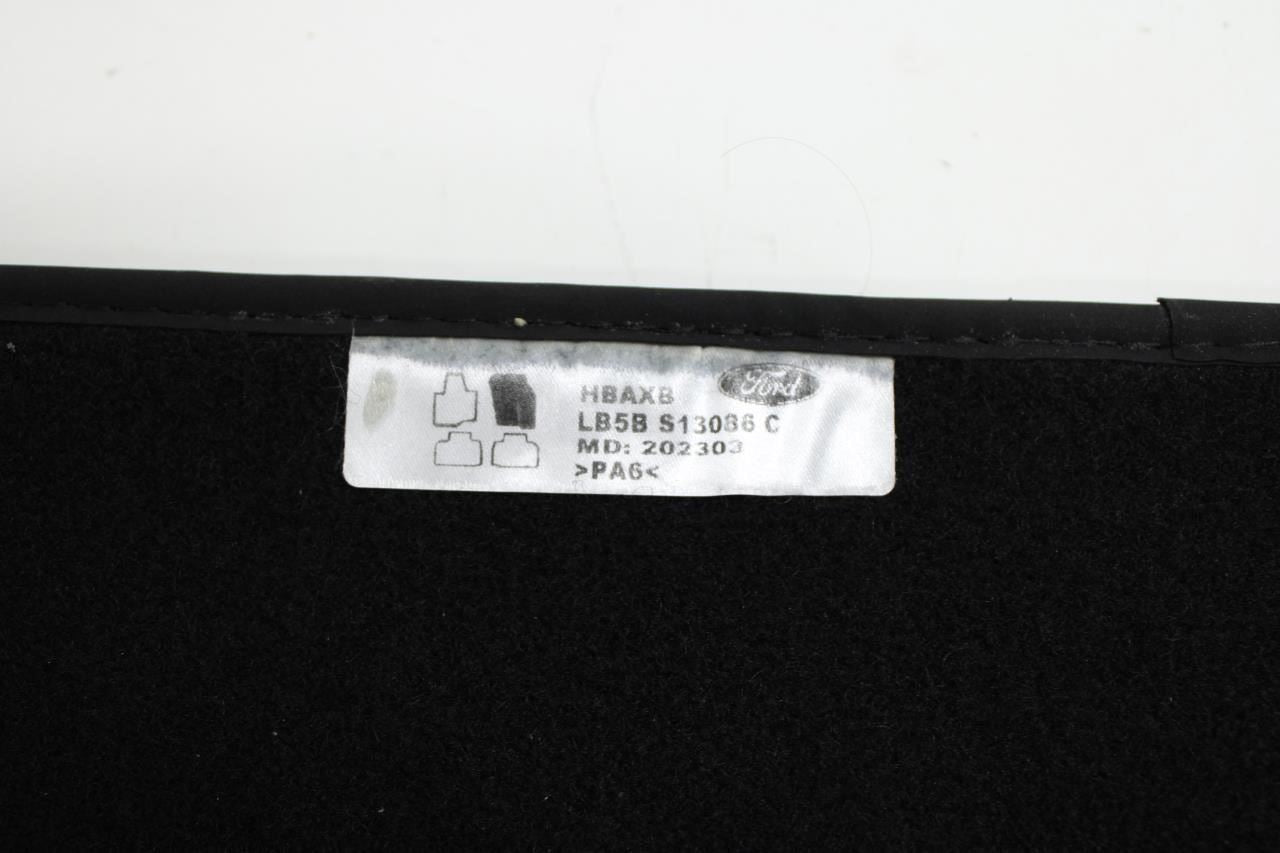 HBAXB
Ford
LB5B S13086 C
MD: 202303
>PA6<